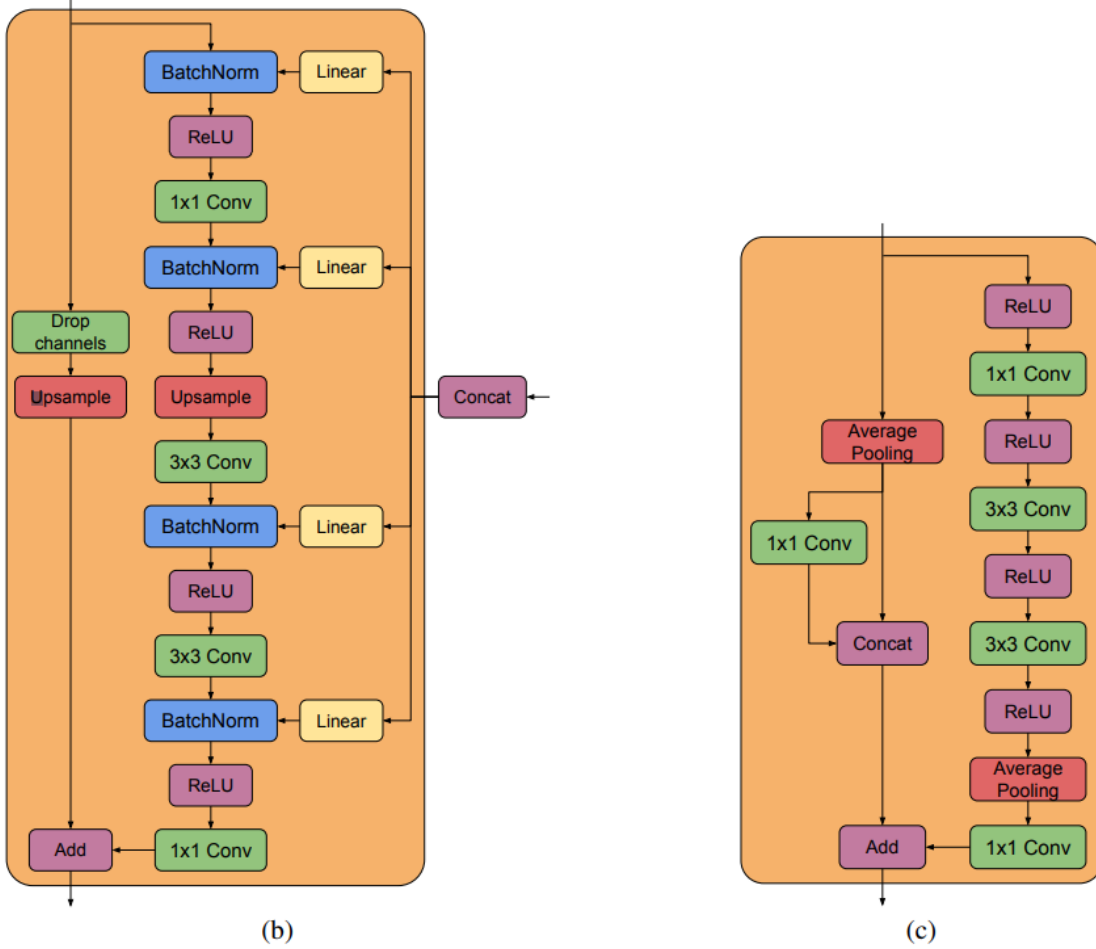 BatchNorm
Linear
ReLU
1x1 Conv
BatchNorm
Linear
Drop
channels
ReLU
Upsample
Upsample
Concat
3x3 Conv
BatchNorm
Linear
ReLU
3x3 Conv
BatchNorm
Linear
ReLU
Add
1x1 Conv
(b)
ReLU
1x1 Conv
Average
Pooling
ReLU
3x3 Conv
1x1 Conv
ReLU
Concat
3x3 Conv
ReLU
Average
Pooling
Add
1x1 Conv
(c)